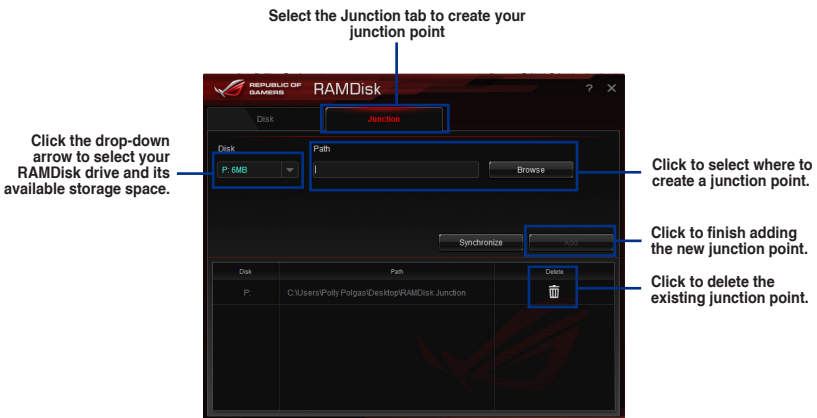 Select the Junction tab to create your
junction point
REPUBLIC OF
GAMERS
RAMDisk
? ×
Disk
Junction
Click the drop-down
arrow to select your
RAMDisk drive and its
available storage space.
Disk
Path
P: 6MB
Browse
Click to select where to
create a junction point.
Synchronize
Add
Click to finish adding
the new junction point.
Disk
Path
Delete
P:
C:\Users\Polly Polgas\Desktop\RAMDisk Junction
Click to delete the
existing junction point.